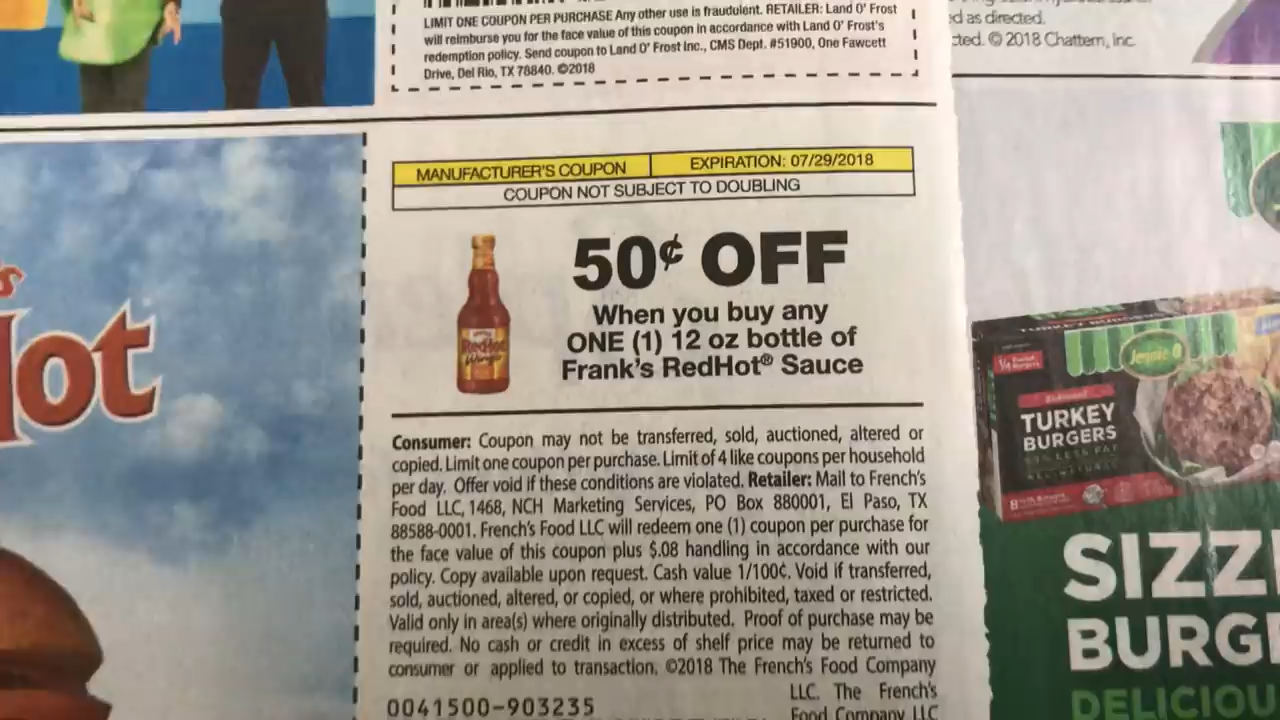 LIMIT ONE COUPON PER PURCHASE Any other use is fraudulent. RETAILER: Land O' Frost
will reimburse you for the face value of this coupon in accordance with Land O' Frost's
redemption policy. Send coupon to Land O' Frost Inc., CMS Dept. #51900, One Fawcett
Drive, Del Rio, TX 78840. ©2018
d as directed.
cted. © 2018 Chattem, Inc.
MANUFACTURER'S COUPON
EXPIRATION: 07/29/2018
COUPON NOT SUBJECT TO DOUBLING
50¢ OFF
When you buy any
ONE (1) 12 oz bottle of
Frank's RedHot® Sauce
RedHot
Wings
's
Hot
Consumer: Coupon may not be transferred, sold, auctioned, altered or
copied. Limit one coupon per purchase. Limit of 4 like coupons per household
per day. Offer void if these conditions are violated. Retailer: Mail to French's
Food LLC, 1468, NCH Marketing Services, PO Box 880001, El Paso, TX
88588-0001. French's Food LLC will redeem one (1) coupon per purchase for
the face value of this coupon plus $.08 handling in accordance with our
policy. Copy available upon request. Cash value 1/100¢. Void if transferred,
sold, auctioned, altered, or copied, or where prohibited, taxed or restricted.
Valid only in area(s) where originally distributed. Proof of purchase may be
required. No cash or credit in excess of shelf price may be returned to
consumer or applied to transaction. ©2018 The French's Food Company
LLC. The French's
Food Company LLC
0041500-903235
TURKEY BURGERS
Jennie-O
TURKEY
BURGERS
SIZZ
BURG
DELICIOU